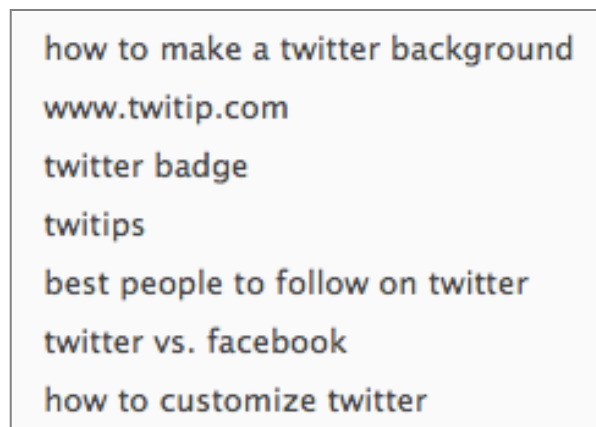 how to make a twitter background
www.twitip.com
twitter badge
twitips
best people to follow on twitter
twitter vs. facebook
how to customize twitter